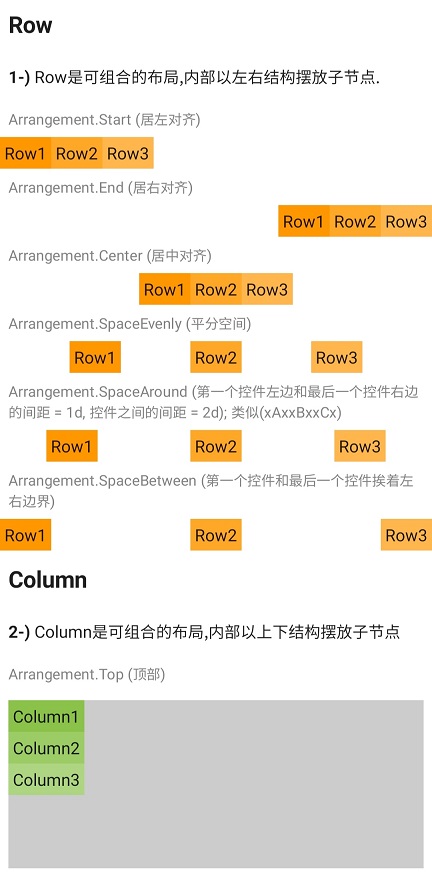 Row
1-) Row是可组合的布局,内部以左右结构摆放子节点.
Arrangement.Start (居左对齐)
Row1 Row2 Row3
Arrangement.End (居右对齐)
Row1 Row2 Row3
Arrangement.Center (居中对齐)
Row1 Row2 Row3
Arrangement.SpaceEvenly (平分空间)
Row1 Row2 Row3
Arrangement.SpaceAround (第一个控件左边和最后一个控件右边
的间距 = 1d, 控件之间的间距 = 2d); 类似(xAxxBxxCx)
Row1 Row2 Row3
Arrangement.SpaceBetween (第一个控件和最后一个控件挨着左
右边界)
Row1 Row2 Row3
Column
2-) Column是可组合的布局,内部以上下结构摆放子节点
Arrangement.Top (顶部)
Column1
Column2
Column3